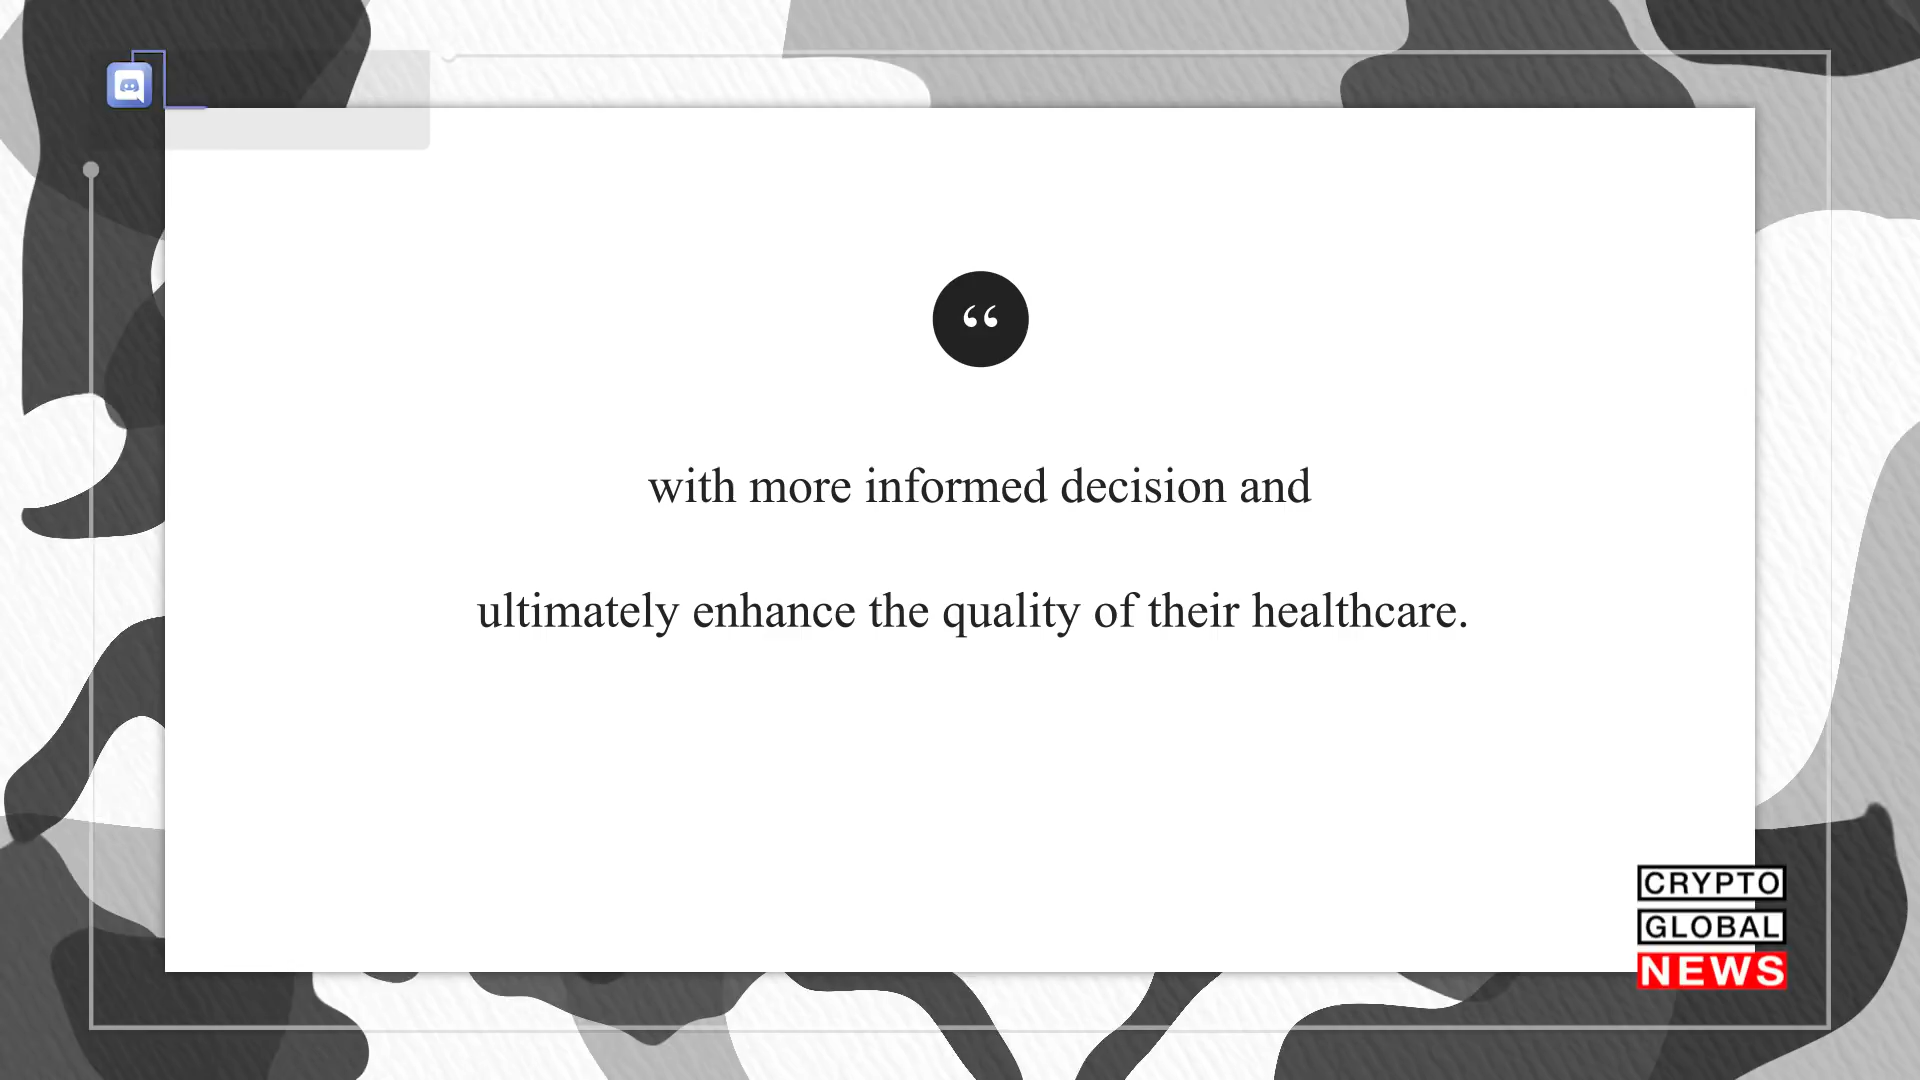 “
with more informed decision and
ultimately enhance the quality of their healthcare.
CRYPTO
GLOBAL
NEWS